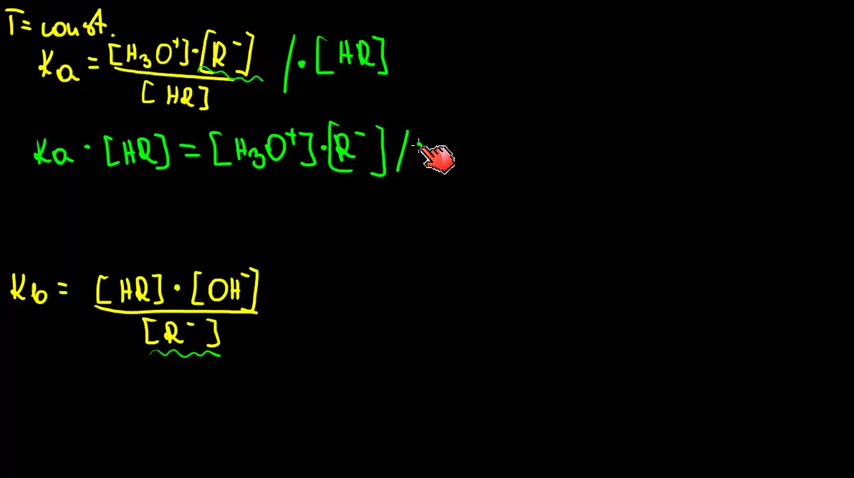 T = const.
Ka = [H₃O⁺]·[R⁻] / ·[HR]
[HR]
Ka · [HR] = [H₃O⁺]·[R⁻] /
Kb = [HR]·[OH⁻]
[R⁻]